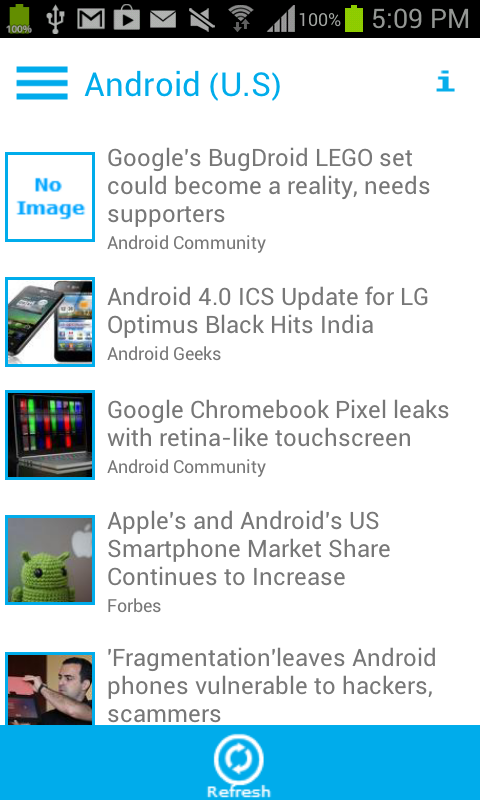 100%
100%
5:09 PM
Android (U.S)
i
No
Image
Google's BugDroid LEGO set
could become a reality, needs
supporters
Android Community
Android 4.0 ICS Update for LG
Optimus Black Hits India
Android Geeks
Google Chromebook Pixel leaks
with retina-like touchscreen
Android Community
Apple's and Android's US
Smartphone Market Share
Continues to Increase
Forbes
'Fragmentation'leaves Android
phones vulnerable to hackers,
scammers
Refresh